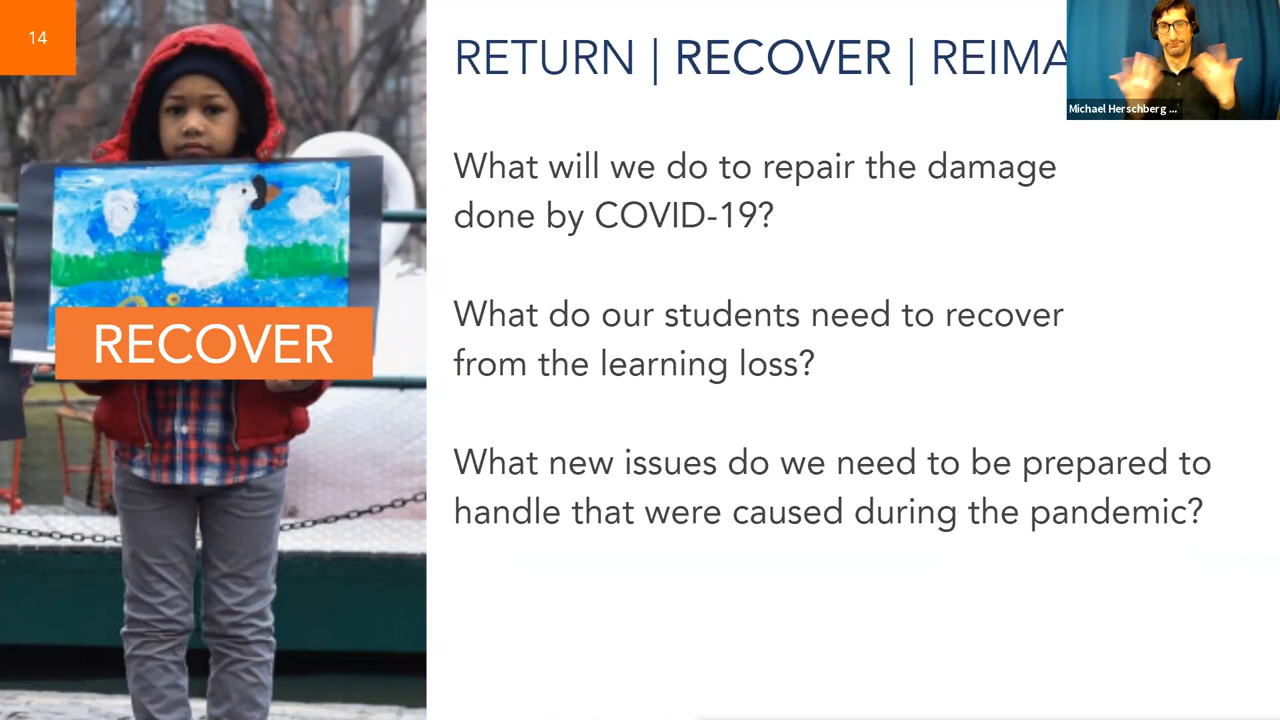 14
RETURN | RECOVER | REIMA
Michael Herschberg ...
What will we do to repair the damage
done by COVID-19?
What do our students need to recover
from the learning loss?
RECOVER
What new issues do we need to be prepared to
handle that were caused during the pandemic?